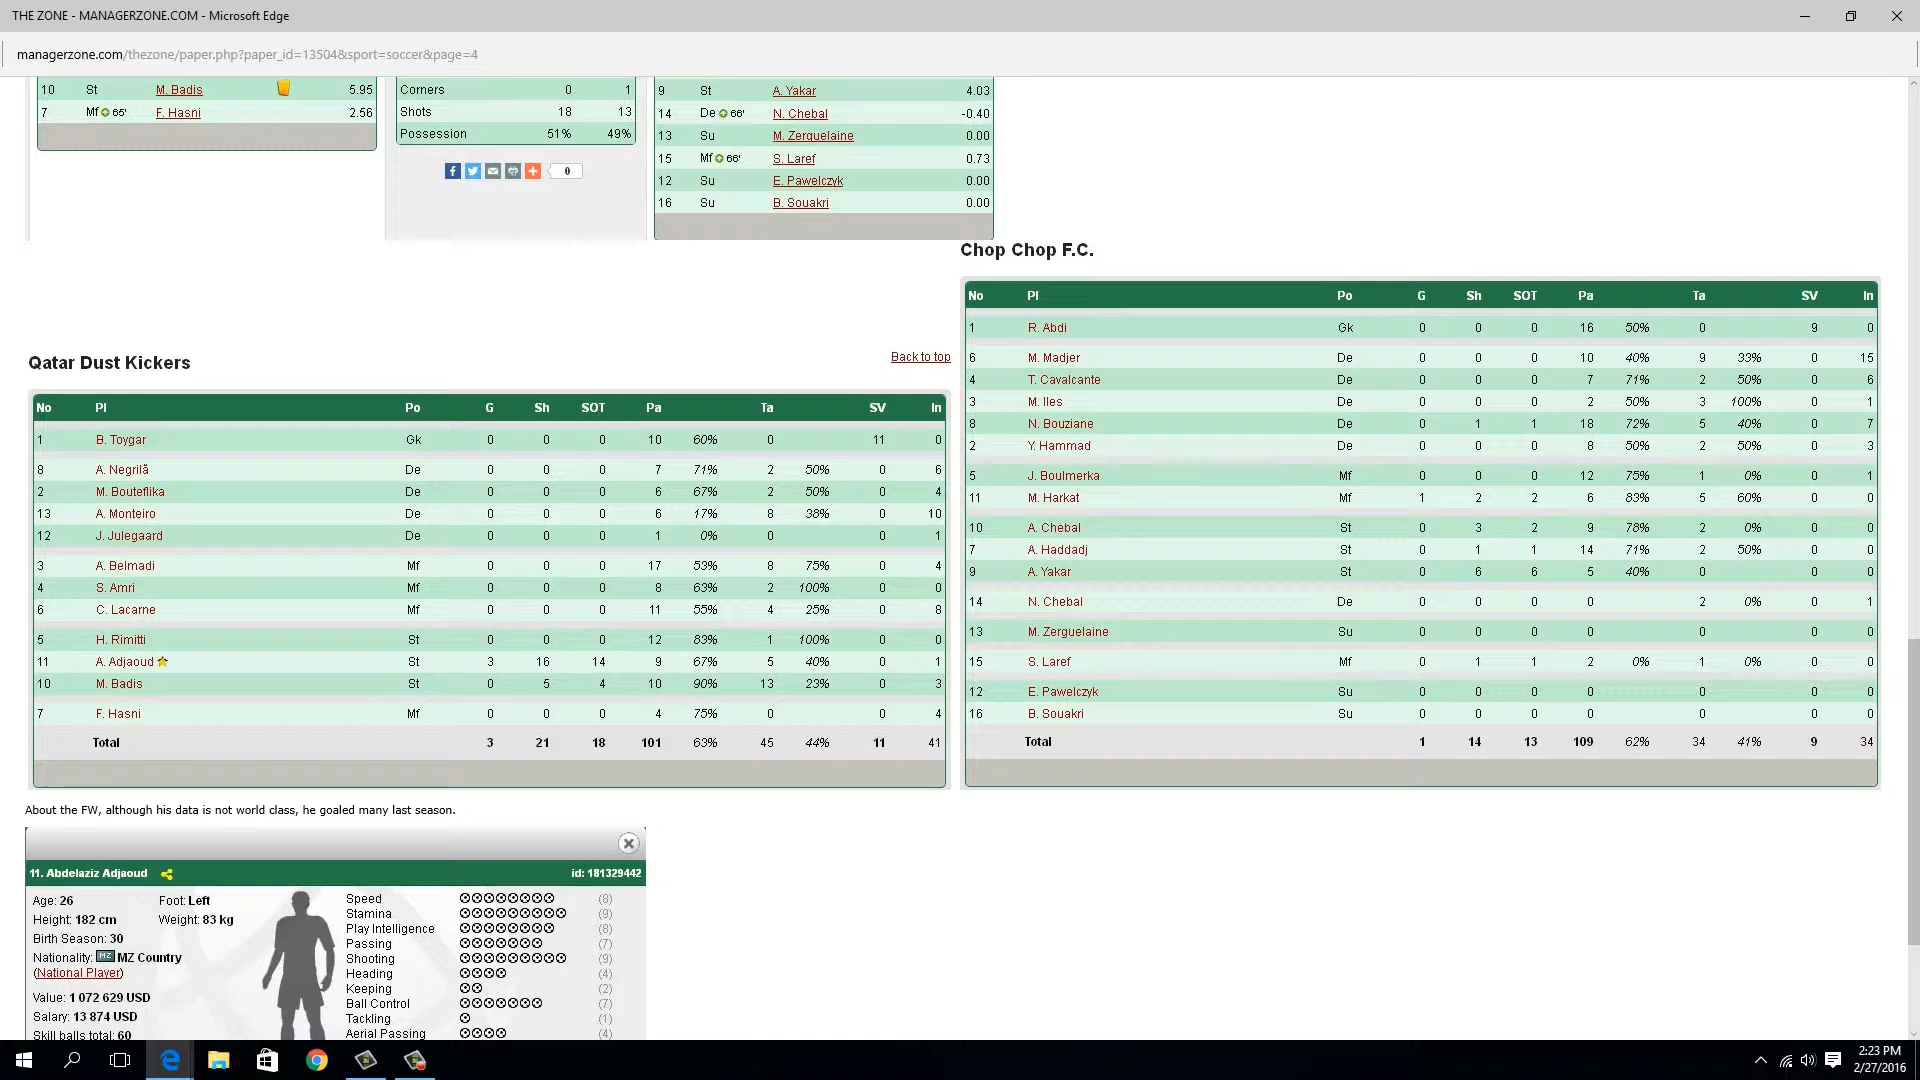 THE ZONE - MANAGERZONE.COM - Microsoft Edge
managerzone.com/thezone/paper.php?paper_id=13504&sport=soccer&page=4
10 St M. Badis 5.95
7 Mf 65' F. Hasni 2.56
Corners 0 1
Shots 18 13
Possession 51% 49%
0
9 St A. Yakar 4.03
14 De 66' N. Chebal -0.40
13 Su M. Zerguelaine 0.00
15 Mf 66' S. Laref 0.73
12 Su E. Pawelczyk 0.00
16 Su B. Souakri 0.00
Qatar Dust Kickers
Back to top
No Pl Po G Sh SOT Pa Ta SV In
1 B. Toygar Gk 0 0 0 10 60% 0 11 0
8 A. Negrilă De 0 0 0 7 71% 2 50% 0 6
2 M. Bouteflika De 0 0 0 6 67% 2 50% 0 4
13 A. Monteiro De 0 0 0 6 17% 8 38% 0 10
12 J. Julegaard De 0 0 0 1 0% 0 0 1
3 A. Belmadi Mf 0 0 0 17 53% 8 75% 0 4
4 S. Amri Mf 0 0 0 8 63% 2 100% 0 0
6 C. Lacarne Mf 0 0 0 11 55% 4 25% 0 8
5 H. Rimitti St 0 0 0 12 83% 1 100% 0 0
11 A. Adjaoud St 3 16 14 9 67% 5 40% 0 1
10 M. Badis St 0 5 4 10 90% 13 23% 0 3
7 F. Hasni Mf 0 0 0 4 75% 0 0 4
Total 3 21 18 101 63% 45 44% 11 41
Chop Chop F.C.
No Pl Po G Sh SOT Pa Ta SV In
1 R. Abdi Gk 0 0 0 16 50% 0 9 0
6 M. Madjer De 0 0 0 10 40% 9 33% 0 15
4 T. Cavalcante De 0 0 0 7 71% 2 50% 0 6
3 M. Iles De 0 0 0 2 50% 3 100% 0 1
8 N. Bouziane De 0 1 1 18 72% 5 40% 0 7
2 Y. Hammad De 0 0 0 8 50% 2 50% 0 3
5 J. Boulmerka Mf 0 0 0 12 75% 1 0% 0 1
11 M. Harkat Mf 1 2 2 6 83% 5 60% 0 0
10 A. Chebal St 0 3 2 9 78% 2 0% 0 0
7 A. Haddadj St 0 1 1 14 71% 2 50% 0 0
9 A. Yakar St 0 6 6 5 40% 0 0 0
14 N. Chebal De 0 0 0 0 2 0% 0 1
13 M. Zerguelaine Su 0 0 0 0 0 0 0
15 S. Laref Mf 0 1 1 2 0% 1 0% 0 0
12 E. Pawelczyk Su 0 0 0 0 0 0 0
16 B. Souakri Su 0 0 0 0 0 0 0
Total 1 14 13 109 62% 34 41% 9 34
About the FW, although his data is not world class, he goaled many last season.
11. Abdelaziz Adjaoud id: 181329442
Age: 26 Foot: Left
Height: 182 cm Weight: 83 kg
Birth Season: 30
Nationality: MZ MZ Country
(National Player)
Value: 1 072 629 USD
Salary: 13 874 USD
Skill balls total: 60
Speed (8)
Stamina (9)
Play Intelligence (8)
Passing (7)
Shooting (9)
Heading (4)
Keeping (2)
Ball Control (7)
Tackling (1)
Aerial Passing (4)
2:23 PM
2/27/2016